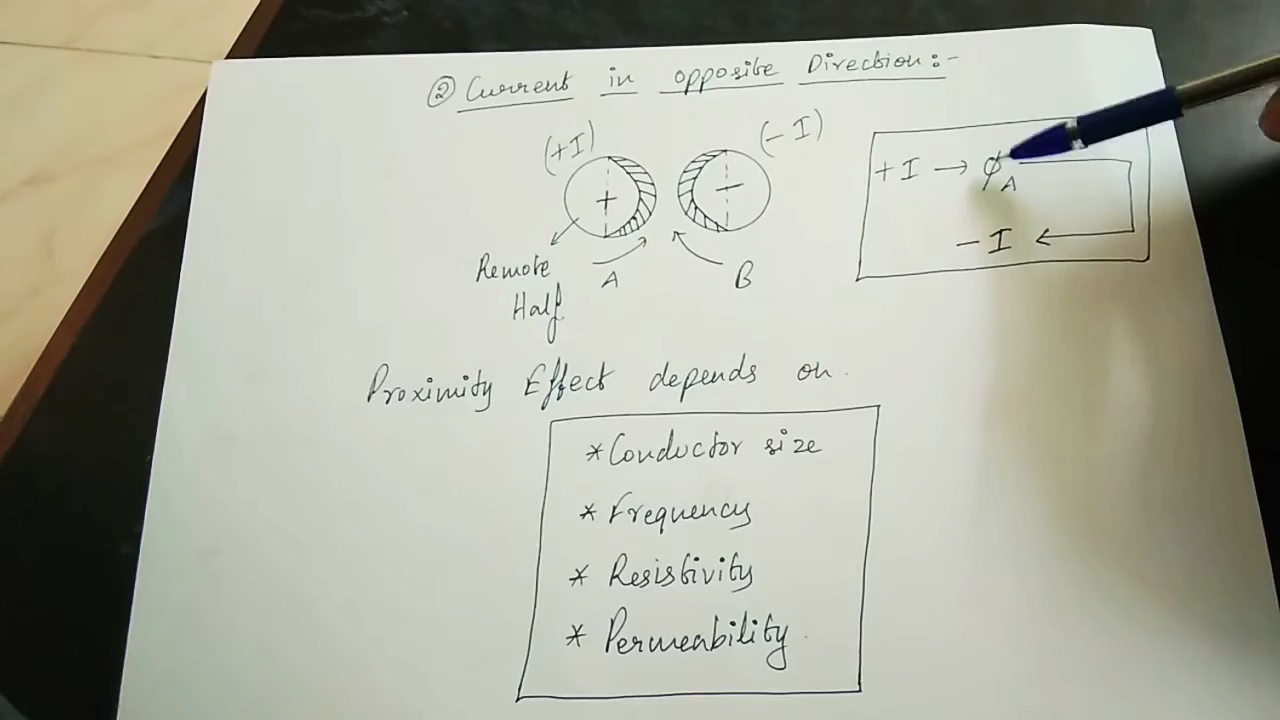 ② Current in opposite Direction:-
(+I) (-I)
+ -
+I → ϕA
-I ←
Remote
Half
A B
Proximity Effect depends on.
* Conductor size
* Frequency
* Resistivity
* Permeability.